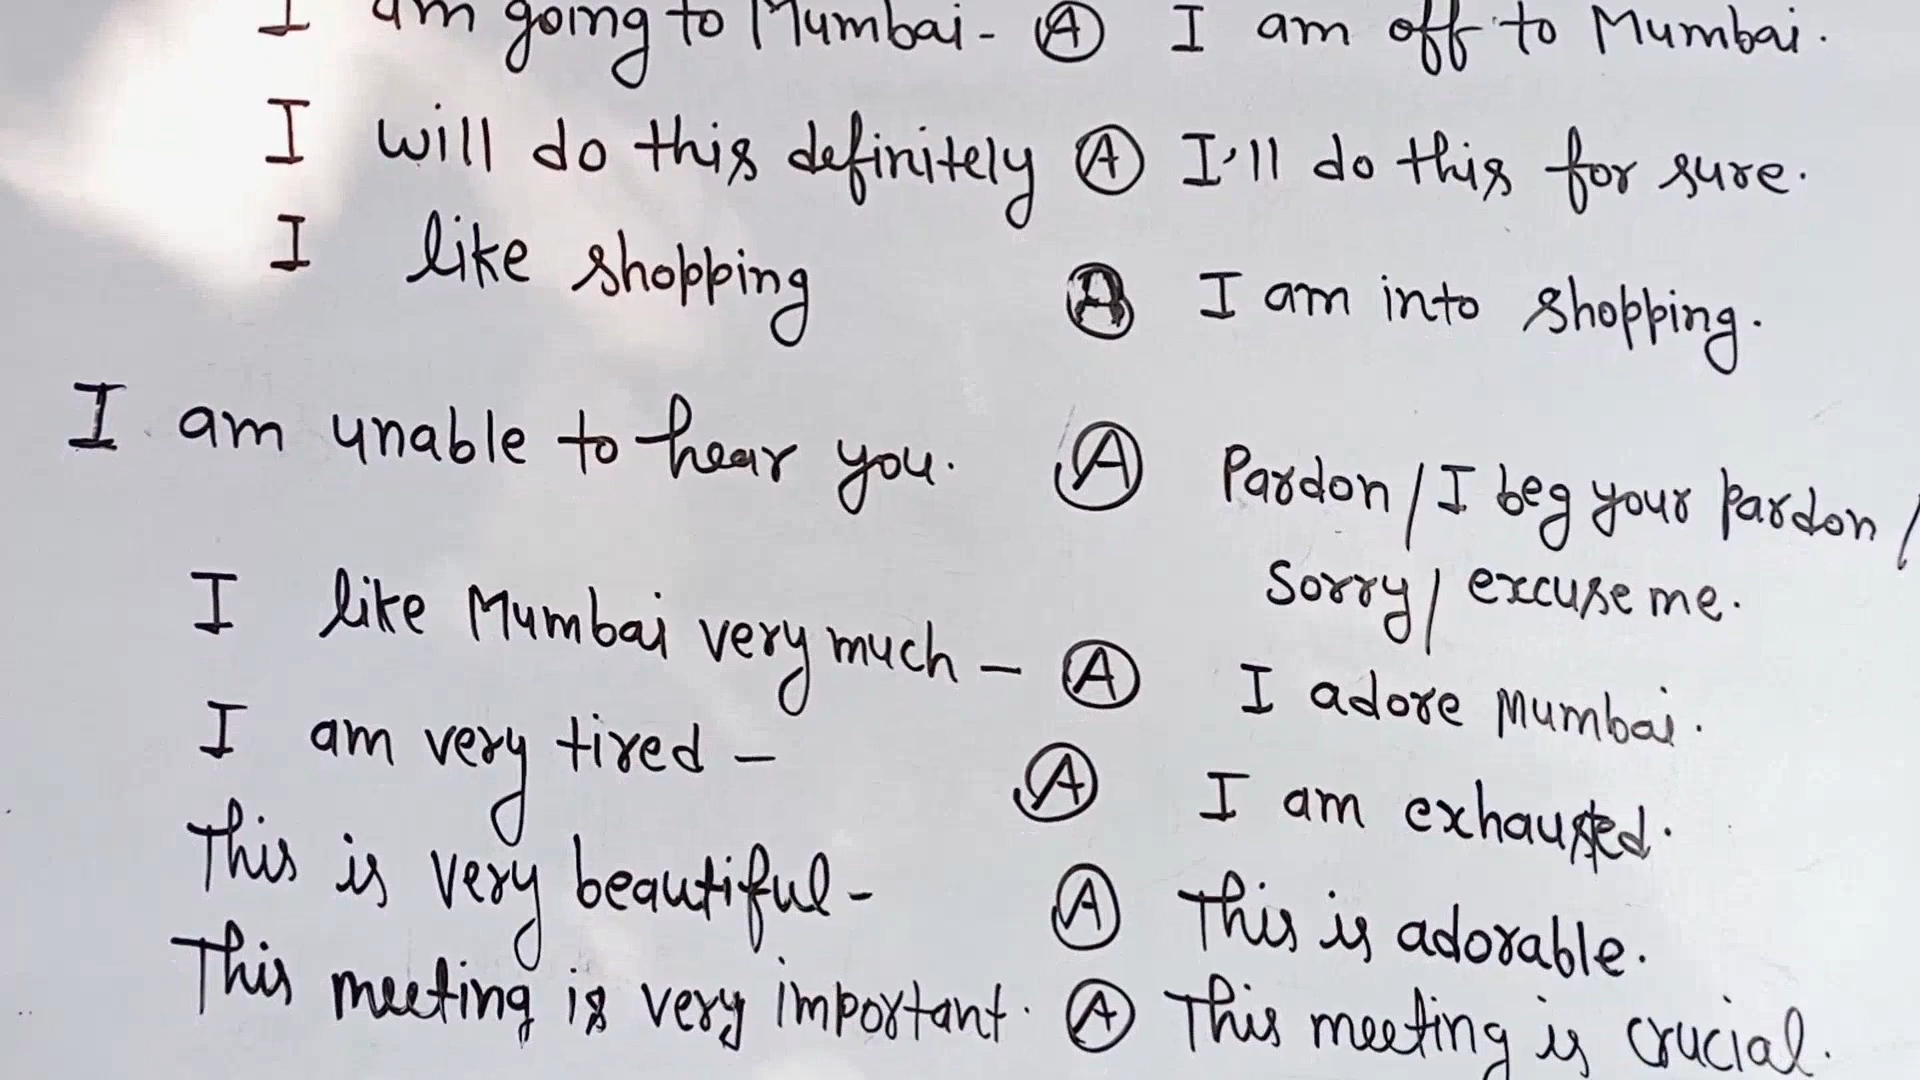 I am going to Mumbai - Ⓐ I am off to Mumbai.
I will do this definitely Ⓐ I'll do this for sure.
I like shopping Ⓐ I am into shopping.
I am unable to hear you. Ⓐ Pardon / I beg your pardon /
Sorry / excuse me.
I like Mumbai very much - Ⓐ I adore Mumbai.
I am very tired - Ⓐ I am exhausted.
This is very beautiful - Ⓐ This is adorable.
This meeting is very important. Ⓐ This meeting is crucial.